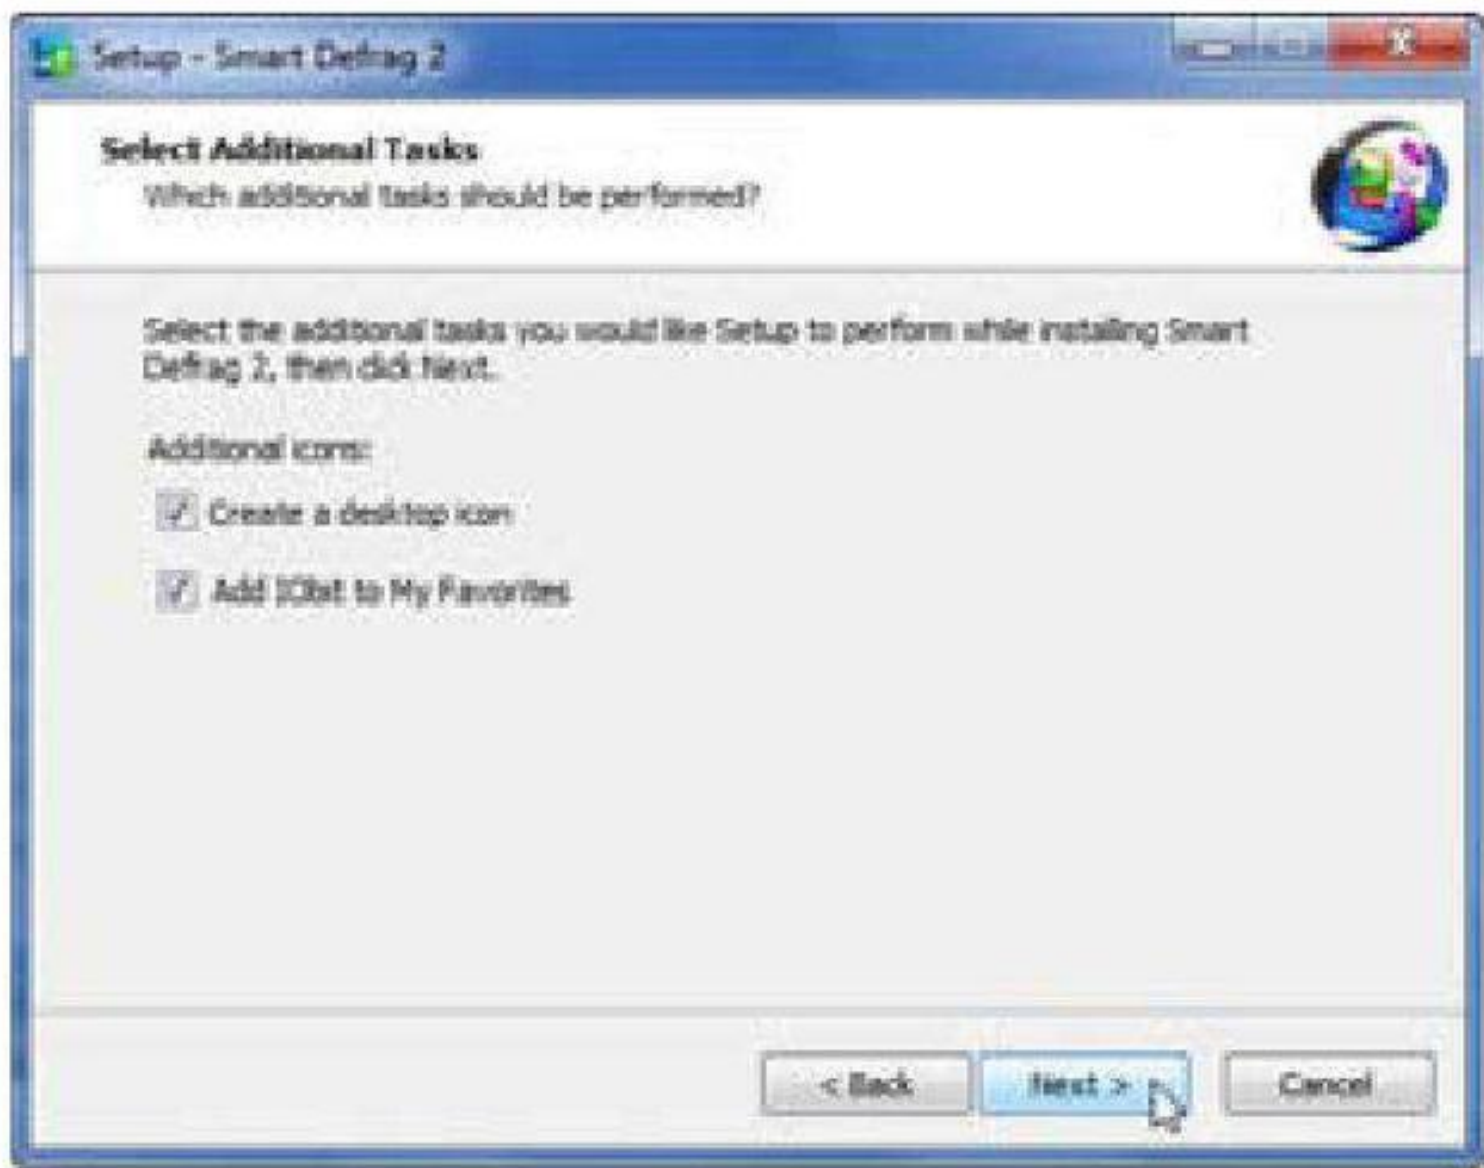 Setup - Smart Defrag 2
Select Additional Tasks
Which additional tasks should be performed?
Select the additional tasks you would like Setup to perform while installing Smart
Defrag 2, then click Next.
Additional icons:
Create a desktop icon
Add IObit to My Favorites
< Back
Next >
Cancel